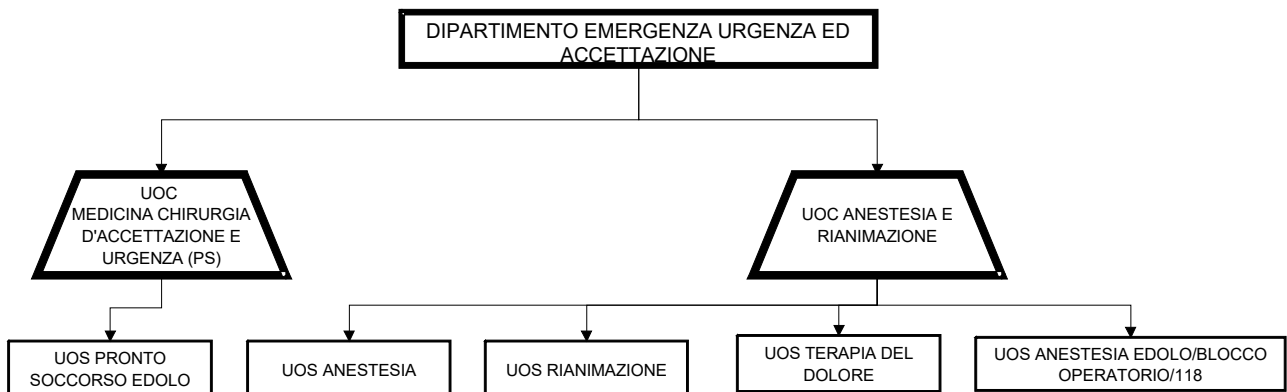 DIPARTIMENTO EMERGENZA URGENZA ED
ACCETTAZIONE
UOC
MEDICINA CHIRURGIA
D'ACCETTAZIONE E
URGENZA (PS)
UOC ANESTESIA E
RIANIMAZIONE
UOS PRONTO
SOCCORSO EDOLO
UOS ANESTESIA
UOS RIANIMAZIONE
UOS TERAPIA DEL
DOLORE
UOS ANESTESIA EDOLO/BLOCCO
OPERATORIO/118